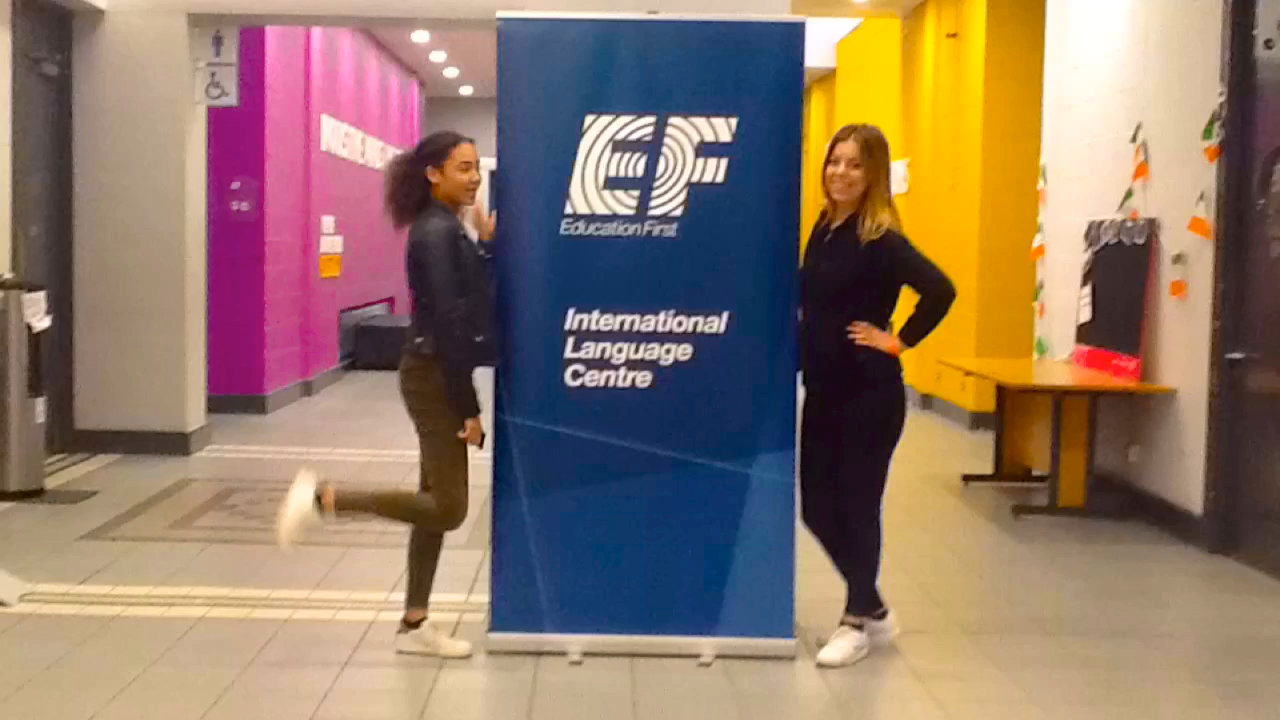 EF
Education First
International
Language
Centre